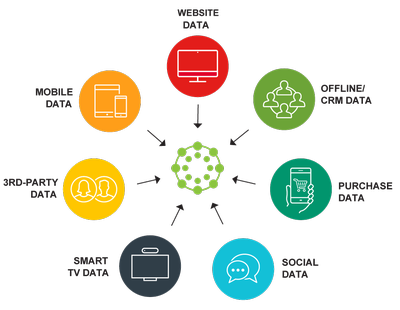 WEBSITE
DATA
MOBILE
DATA
OFFLINE/
CRM DATA
3RD-PARTY
DATA
PURCHASE
DATA
SMART
TV DATA
SOCIAL
DATA